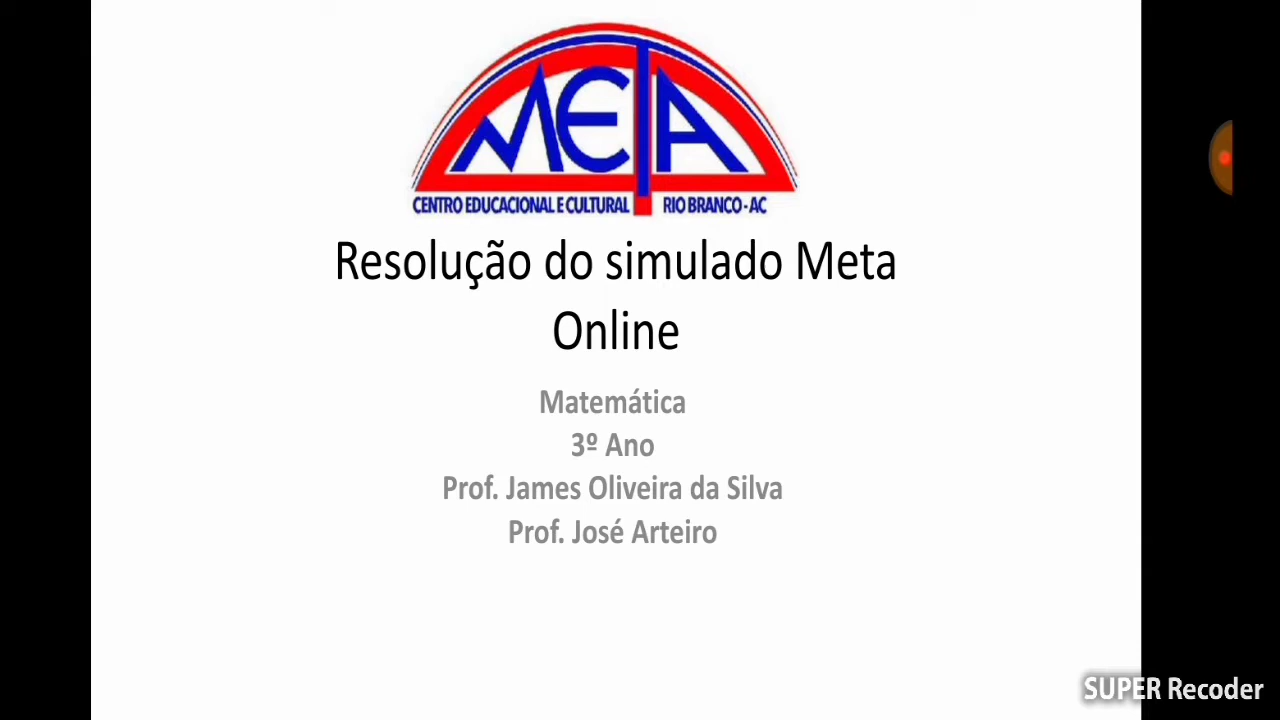 META
CENTRO EDUCACIONAL E CULTURAL RIO BRANCO - AC
Resolução do simulado Meta
Online
Matemática
3º Ano
Prof. James Oliveira da Silva
Prof. José Arteiro
SUPER Recoder